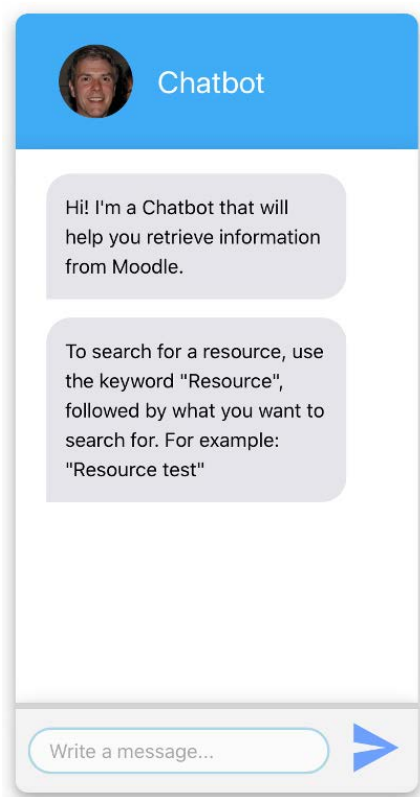 Chatbot
Hi! I'm a Chatbot that will
help you retrieve information
from Moodle.
To search for a resource, use
the keyword "Resource",
followed by what you want to
search for. For example:
"Resource test"
Write a message...